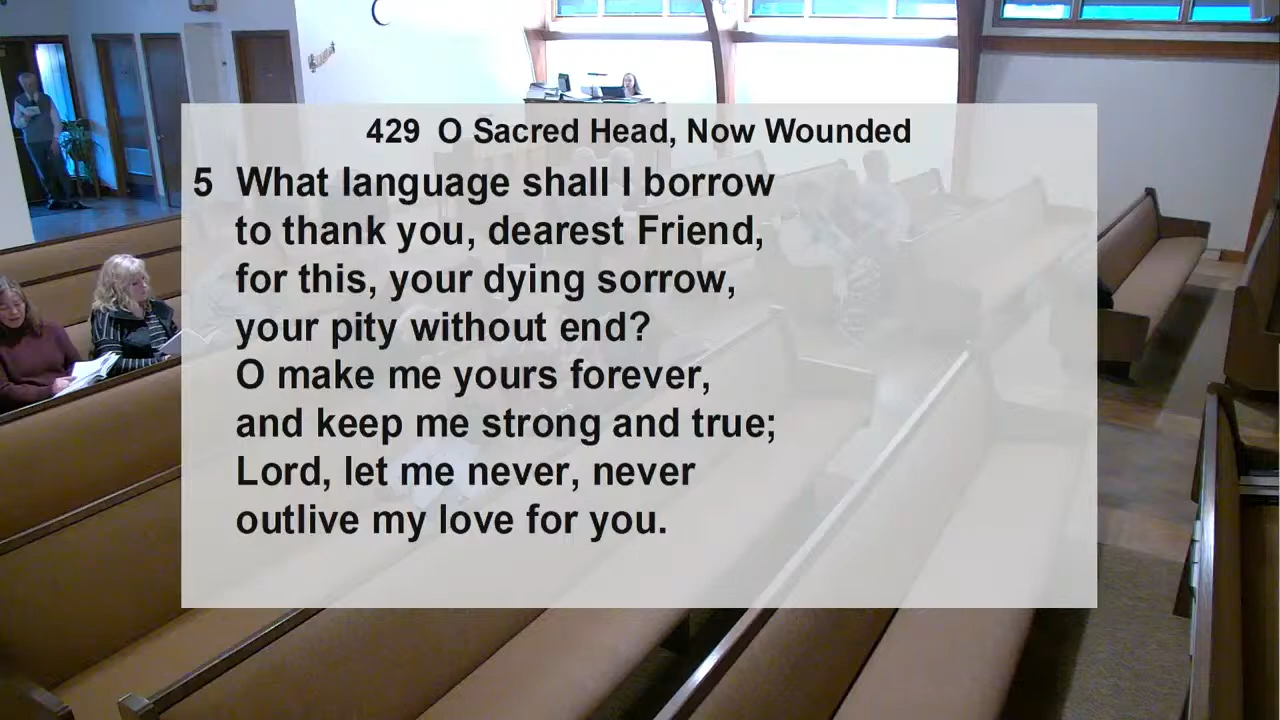 429 O Sacred Head, Now Wounded
5 What language shall I borrow
to thank you, dearest Friend,
for this, your dying sorrow,
your pity without end?
O make me yours forever,
and keep me strong and true;
Lord, let me never, never
outlive my love for you.